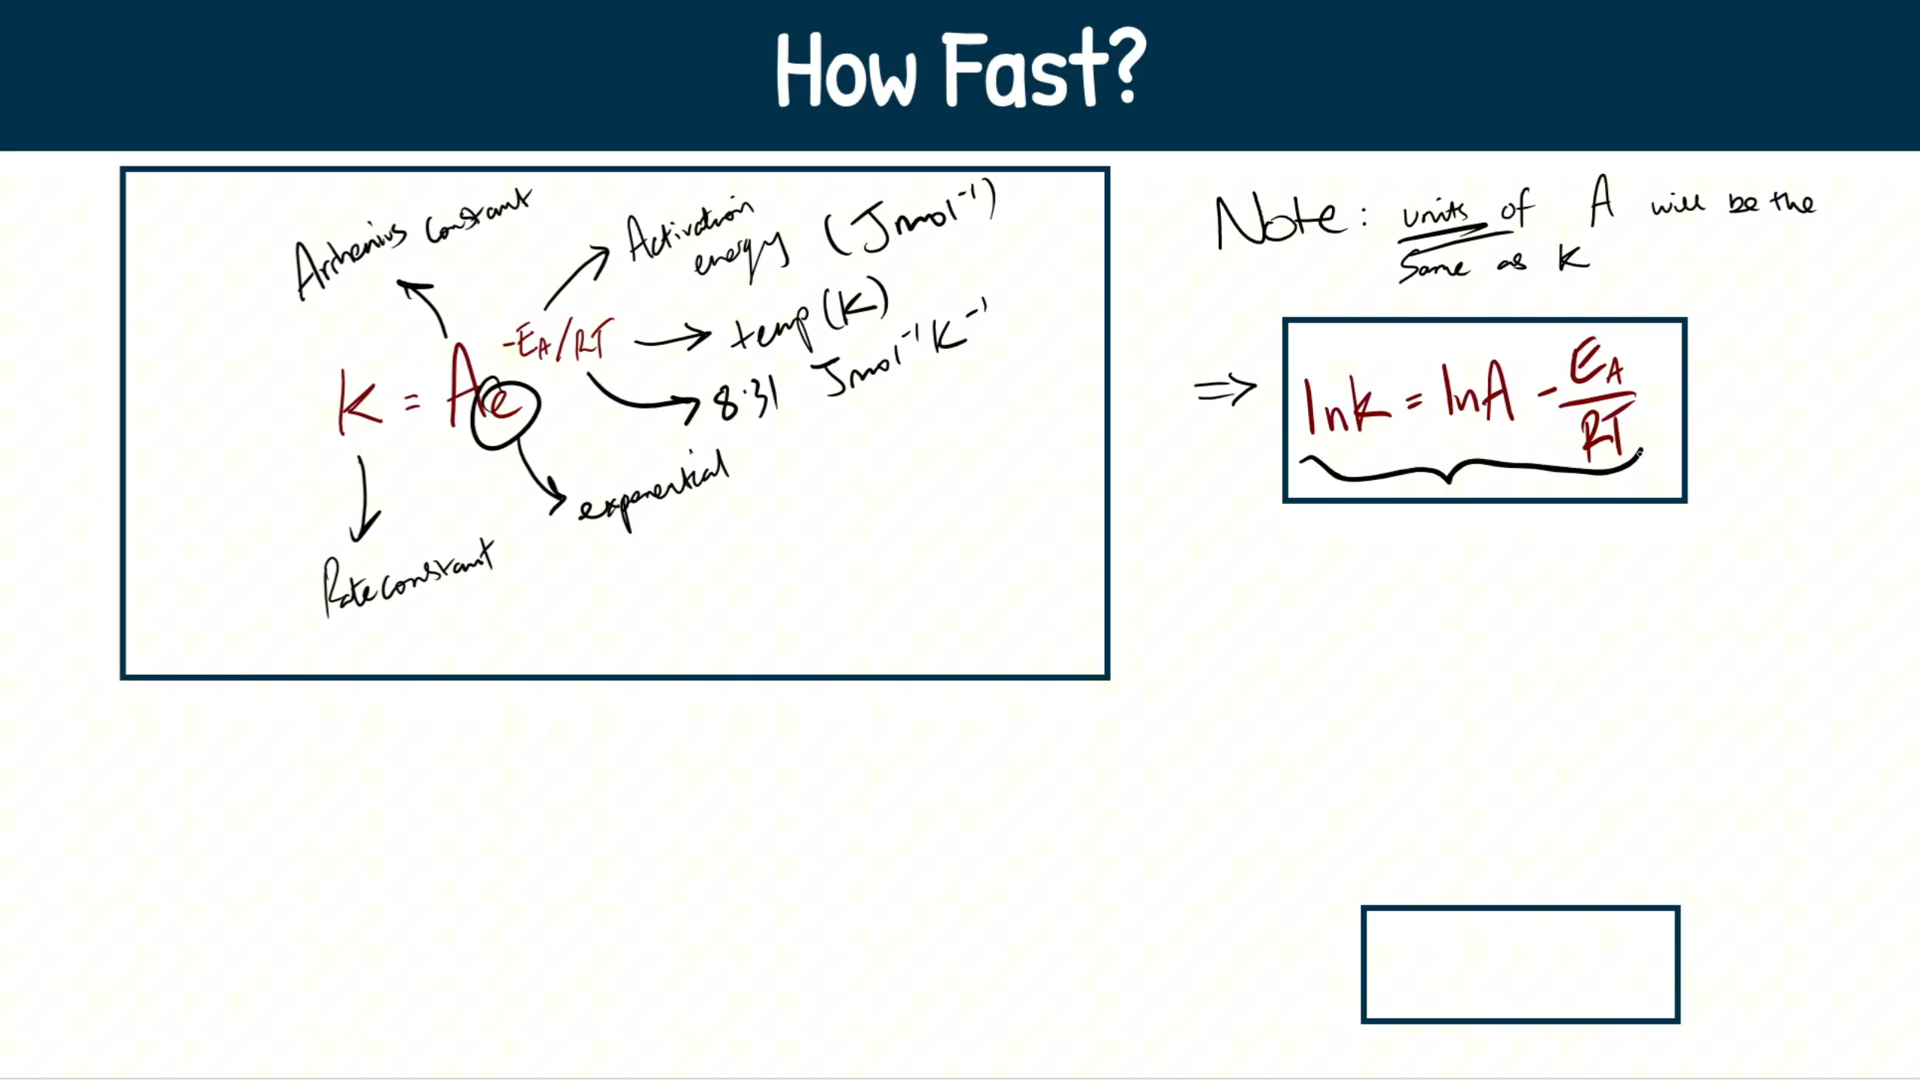 How Fast?
Arrhenius Constant
Activation energy (Jmol⁻¹)
temp (K)
8.31 Jmol⁻¹K⁻¹
k = Ae^-EA/RT
exponential
Rate constant
Note: units of A will be the
same as k
⇒ lnk = lnA - EA/RT